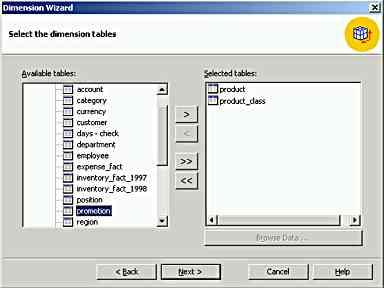 Dimension Wizard
Select the dimension tables
Available tables:
account
category
currency
customer
days - check
department
employee
expense_fact
inventory_fact_1997
inventory_fact_1998
position
promotion
region
>
<
>>
<<
Selected tables:
product
product_class
Browse Data ...
< Back
Next >
Cancel
Help